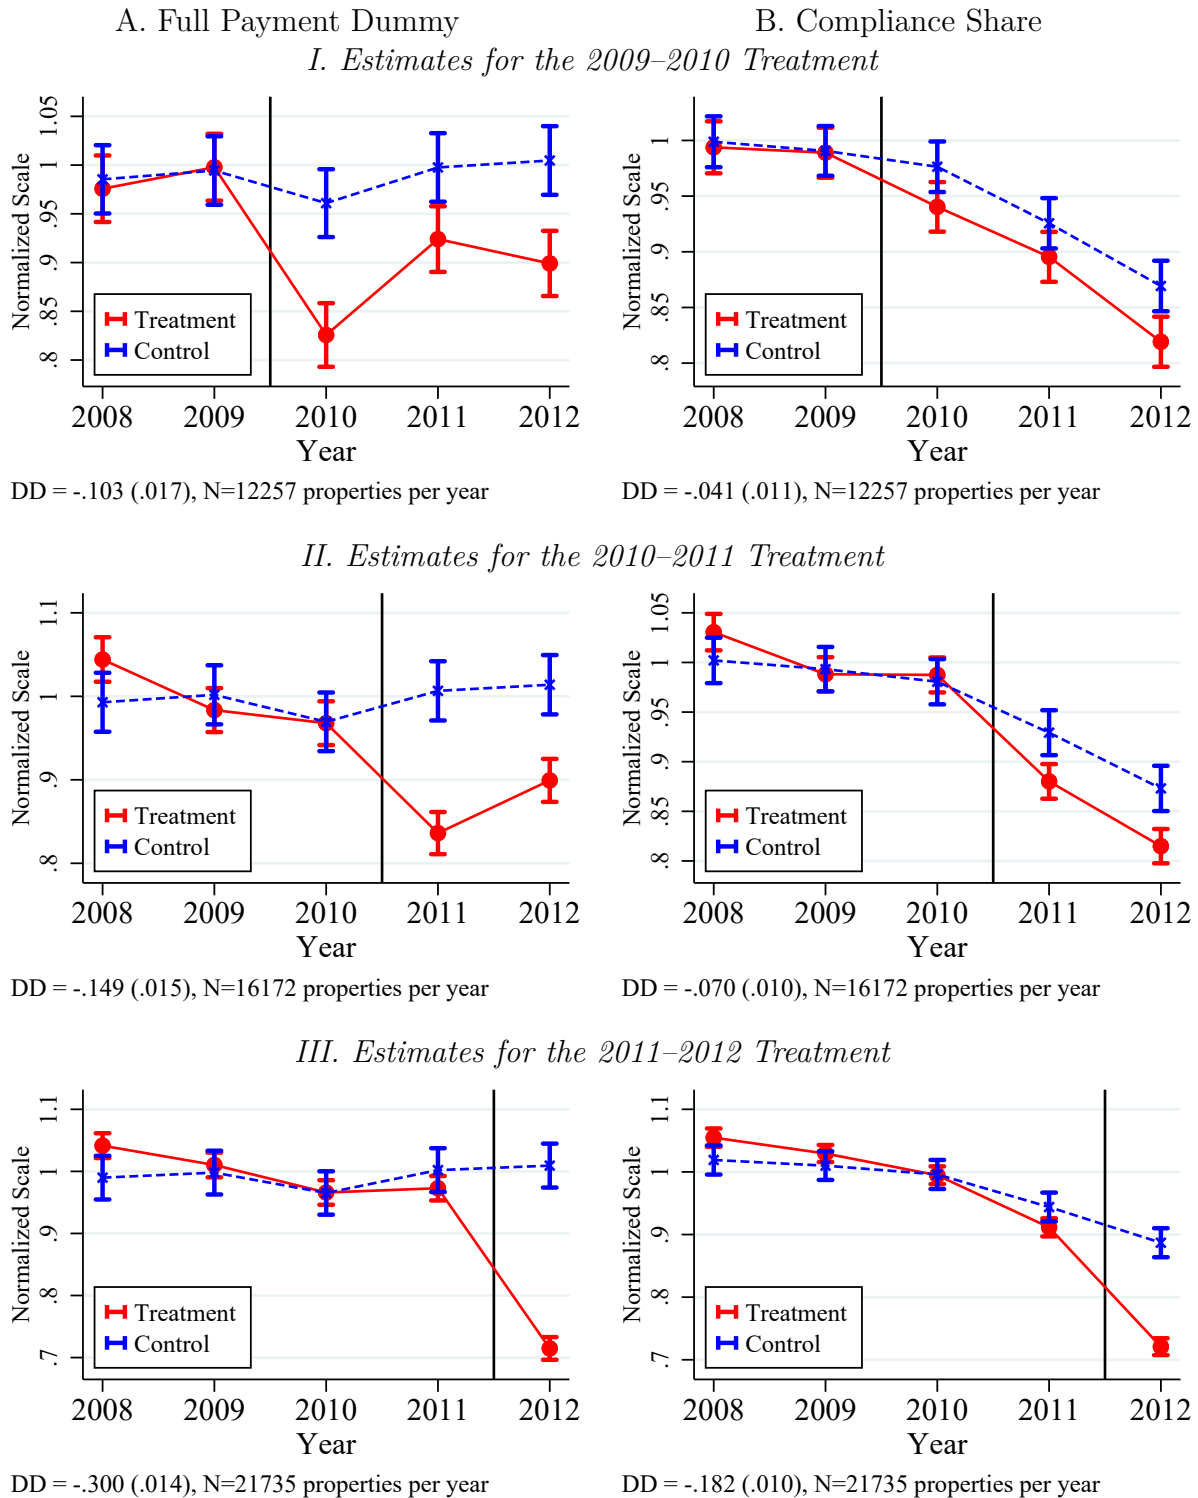 A. Full Payment Dummy
B. Compliance Share
I. Estimates for the 2009–2010 Treatment
Normalized Scale
1.05
1
.95
.9
.85
.8
Treatment
Control
2008 2009 2010 2011 2012
Year
DD = -.103 (.017), N=12257 properties per year
Normalized Scale
1
.95
.9
.85
.8
Treatment
Control
2008 2009 2010 2011 2012
Year
DD = -.041 (.011), N=12257 properties per year
II. Estimates for the 2010–2011 Treatment
Normalized Scale
1.1
1
.9
.8
Treatment
Control
2008 2009 2010 2011 2012
Year
DD = -.149 (.015), N=16172 properties per year
Normalized Scale
1.05
1
.95
.9
.85
.8
Treatment
Control
2008 2009 2010 2011 2012
Year
DD = -.070 (.010), N=16172 properties per year
III. Estimates for the 2011–2012 Treatment
Normalized Scale
1.1
1
.9
.8
.7
Treatment
Control
2008 2009 2010 2011 2012
Year
DD = -.300 (.014), N=21735 properties per year
Normalized Scale
1.1
1
.9
.8
.7
Treatment
Control
2008 2009 2010 2011 2012
Year
DD = -.182 (.010), N=21735 properties per year